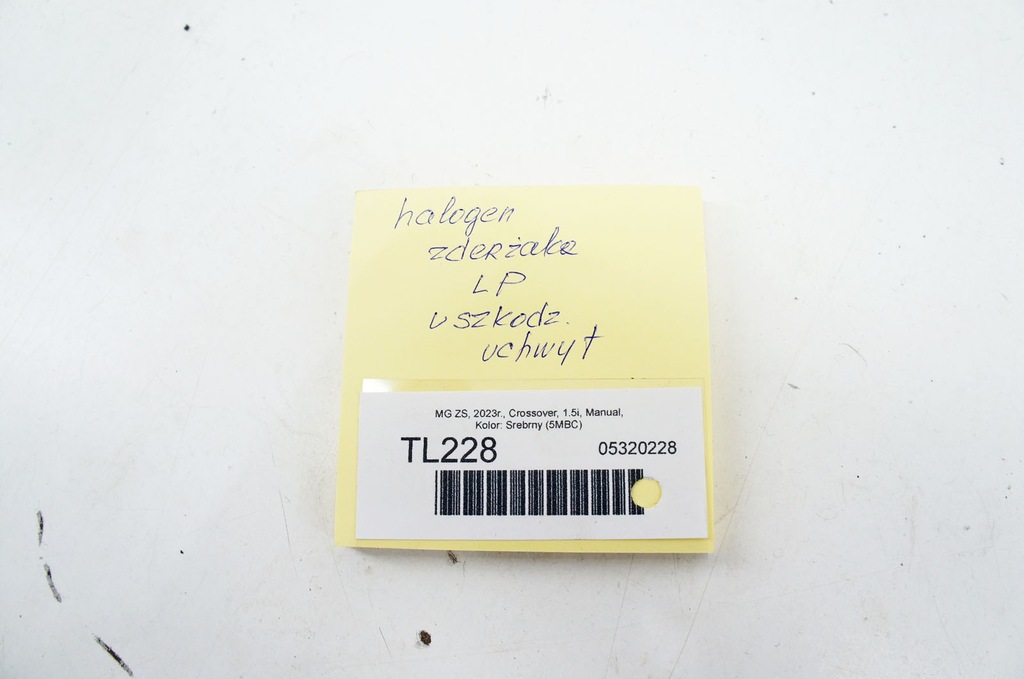 halogen
zderzaka
LP
uszkodz.
uchwyt
MG ZS, 2023r., Crossover, 1.5i, Manual,
Kolor: Srebrny (5MBC)
TL228 05320228